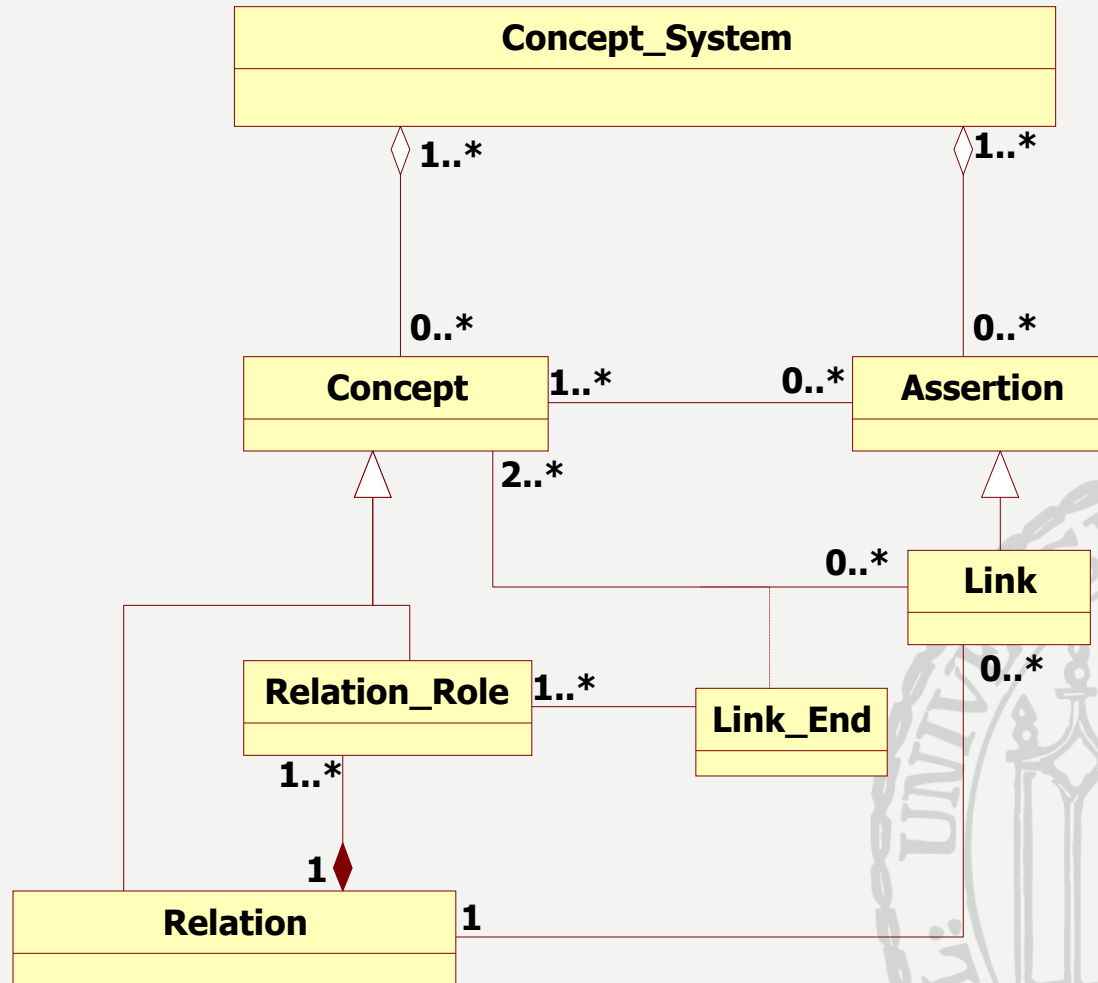 Concept_System
1..*
1..*
0..*
0..*
Concept
1..*
0..*
Assertion
2..*
0..*
Link
0..*
Relation_Role
1..*
Link_End
1..*
1
Relation
1